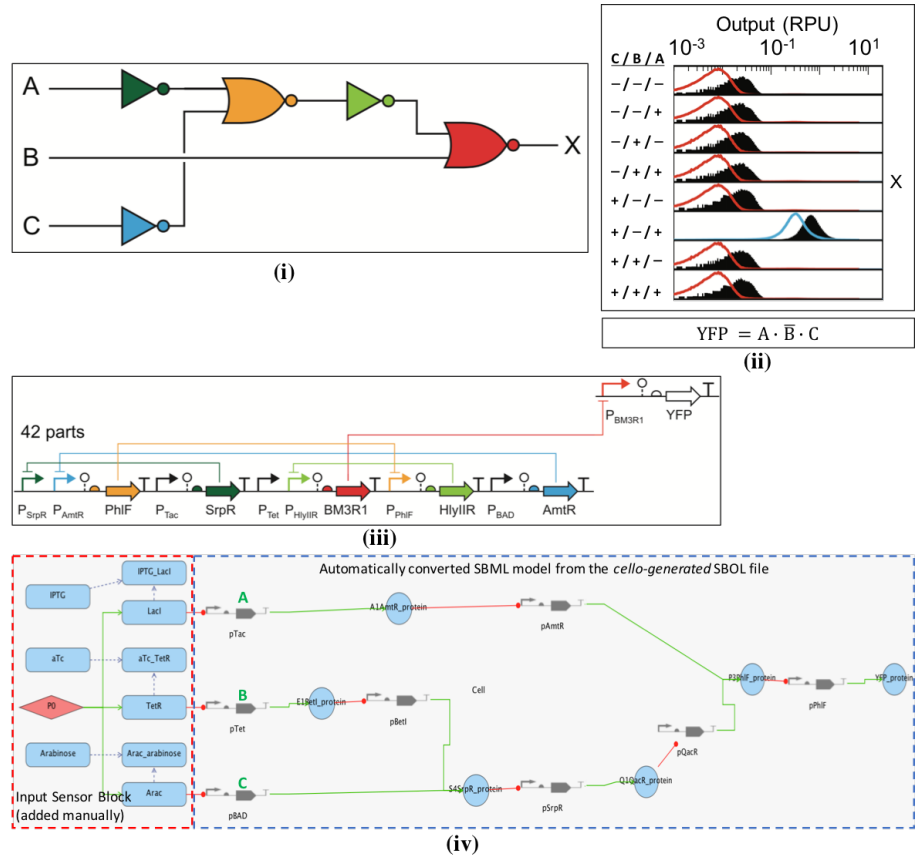 A
B
C
X
(i)
Output (RPU)
10-3 10-1 101
C / B / A
− / − / −
− / − / +
− / + / −
− / + / +
+ / − / −
+ / − / +
+ / + / −
+ / + / +
X
YFP = A · B̅ · C
(ii)
42 parts
PBM3R1 YFP
PSrpR PAmtR PhlF PTac SrpR PTet PHlyIIR BM3R1 PPhlF HlyIIR PBAD AmtR
(iii)
Automatically converted SBML model from the cello-generated SBOL file
IPTG
IPTG_LacI
LacI
aTc
aTc_TetR
P0
TetR
Arabinose
Arac_arabinose
Arac
Input Sensor Block
(added manually)
A
pTac
A1AmtR_protein
pAmtR
B
pTet
E1BetI_protein
pBetI
Cell
C
pBAD
S4SrpR_protein
pSrpR
Q1QacR_protein
pQacR
P3PhlF_protein
pPhlF
YFP_protein
(iv)